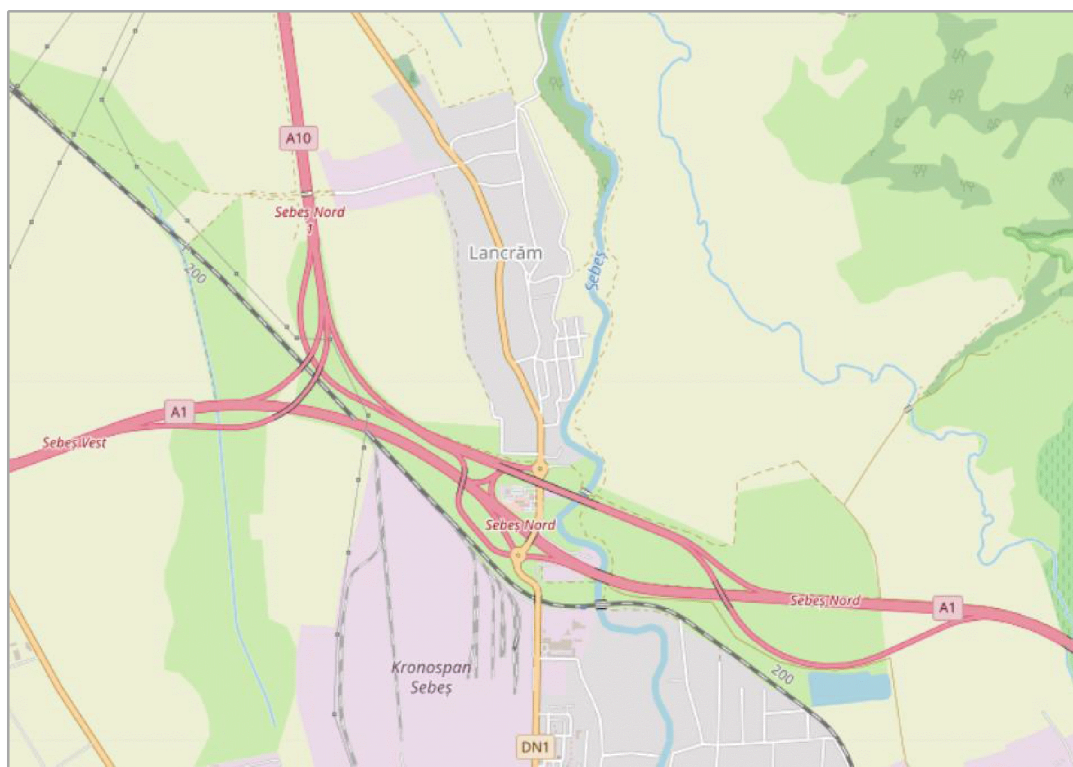 A10
Sebeș Nord
1
200
Lancrăm
Sebeș
A1
Sebeș Vest
Sebeș Nord
Sebeș Nord
A1
Kronospan
Sebeș
200
DN1